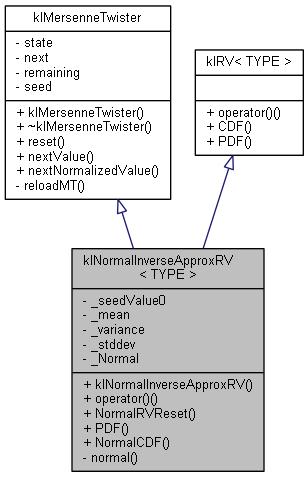 klMersenneTwister
- state
- next
- remaining
- seed
+ klMersenneTwister()
+ ~klMersenneTwister()
+ reset()
+ nextValue()
+ nextNormalizedValue()
- reloadMT()
klRV< TYPE >
+ operator()()
+ CDF()
+ PDF()
klNormalInverseApproxRV
< TYPE >
- _seedValue0
- _mean
- _variance
- _stddev
- _Normal
+ klNormalInverseApproxRV()
+ operator()()
+ NormalRVReset()
+ PDF()
+ NormalCDF()
- normal()